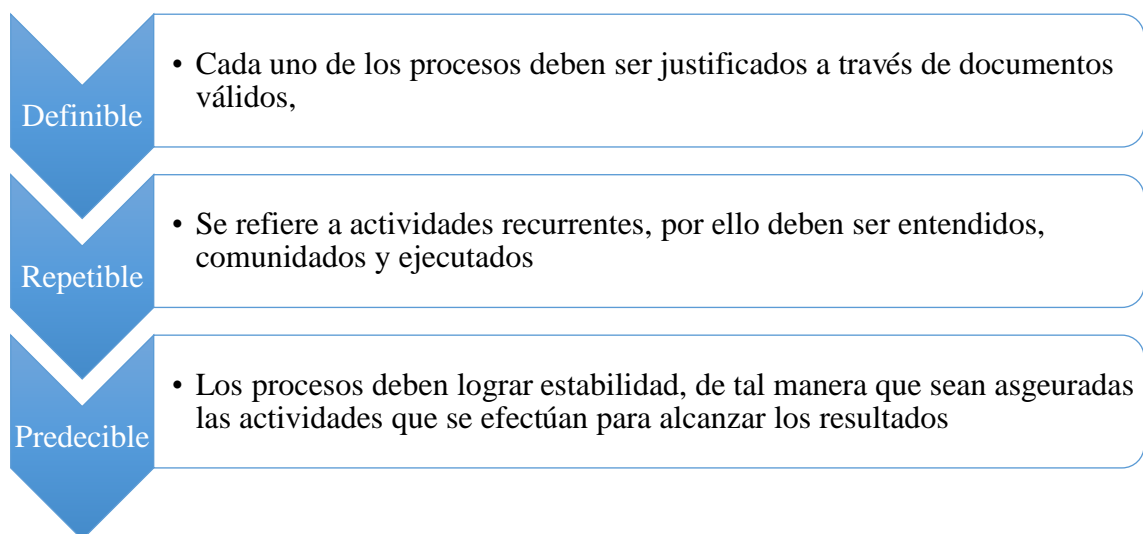 Definible
• Cada uno de los procesos deben ser justificados a través de documentos
válidos,
Repetible
• Se refiere a actividades recurrentes, por ello deben ser entendidos,
comunidados y ejecutados
Predecible
• Los procesos deben lograr estabilidad, de tal manera que sean asgeuradas
las actividades que se efectúan para alcanzar los resultados